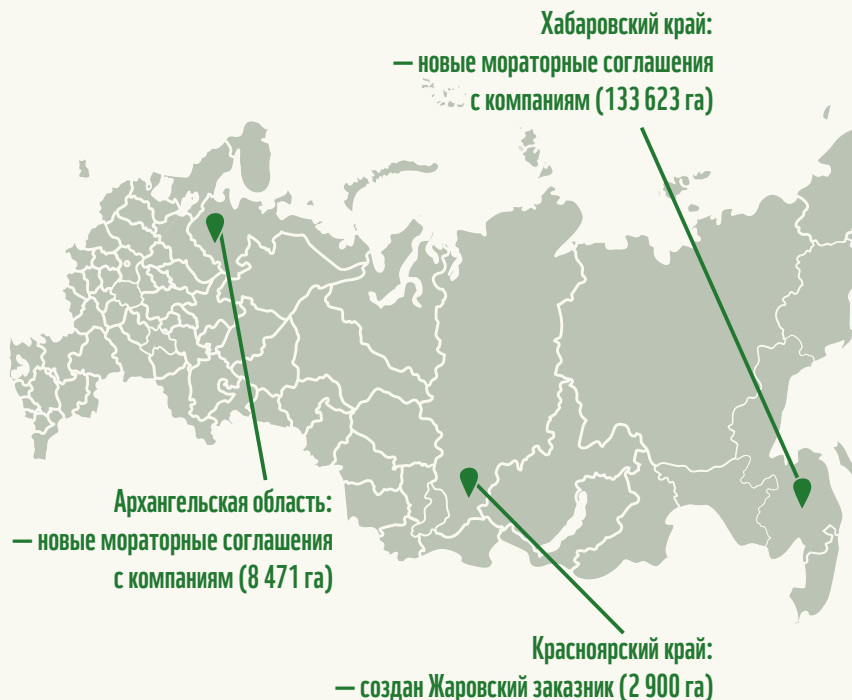 Хабаровский край:
— новые мораторные соглашения
с компаниям (133 623 га)
Архангельская область:
— новые мораторные соглашения
с компаниям (8 471 га)
Красноярский край:
— создан Жаровский заказник (2 900 га)